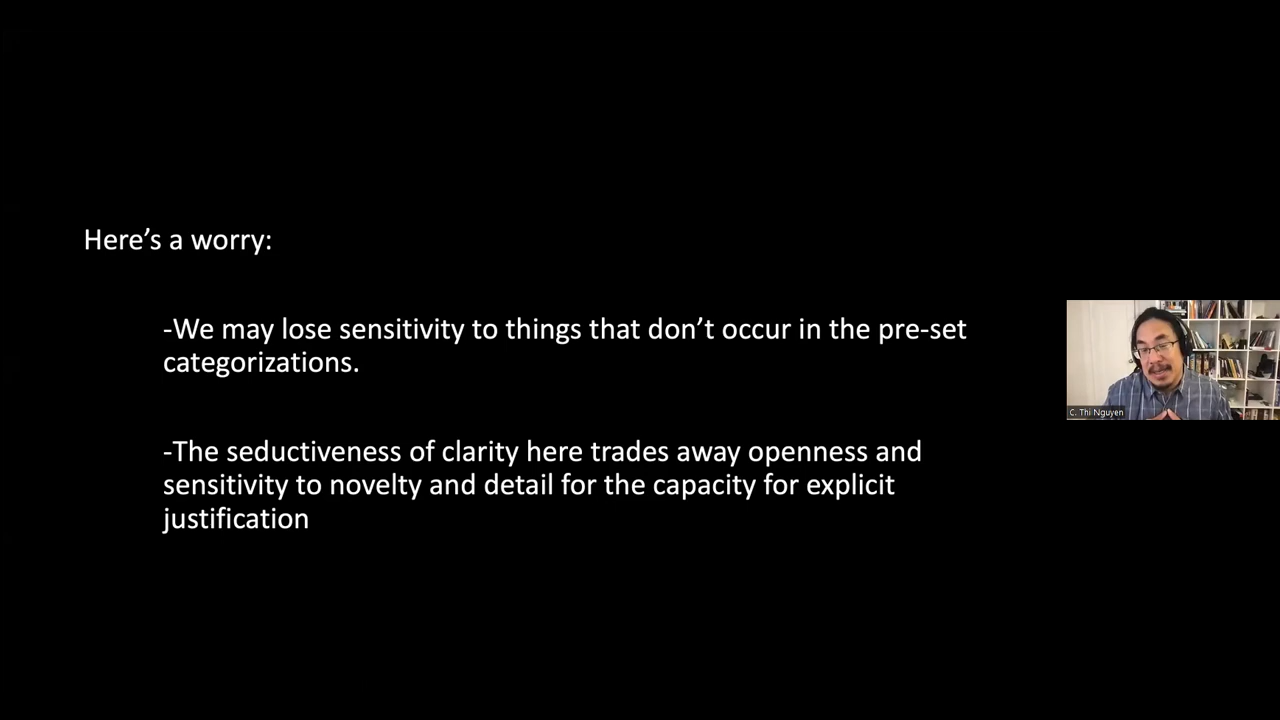 Here’s a worry:
-We may lose sensitivity to things that don’t occur in the pre-set
categorizations.
-The seductiveness of clarity here trades away openness and
sensitivity to novelty and detail for the capacity for explicit
justification
C. Thi Nguyen